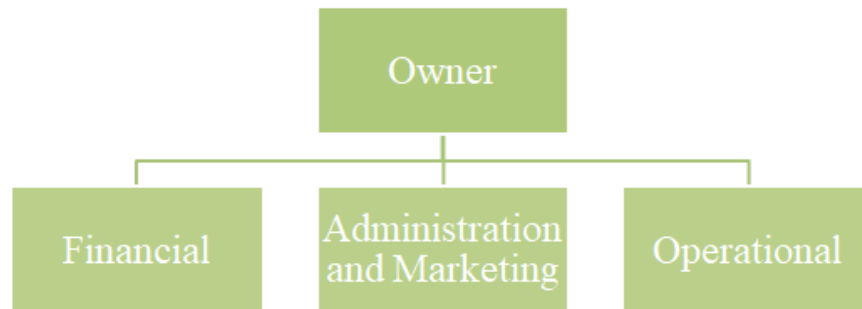 Owner
Financial
Administration
and Marketing
Operational